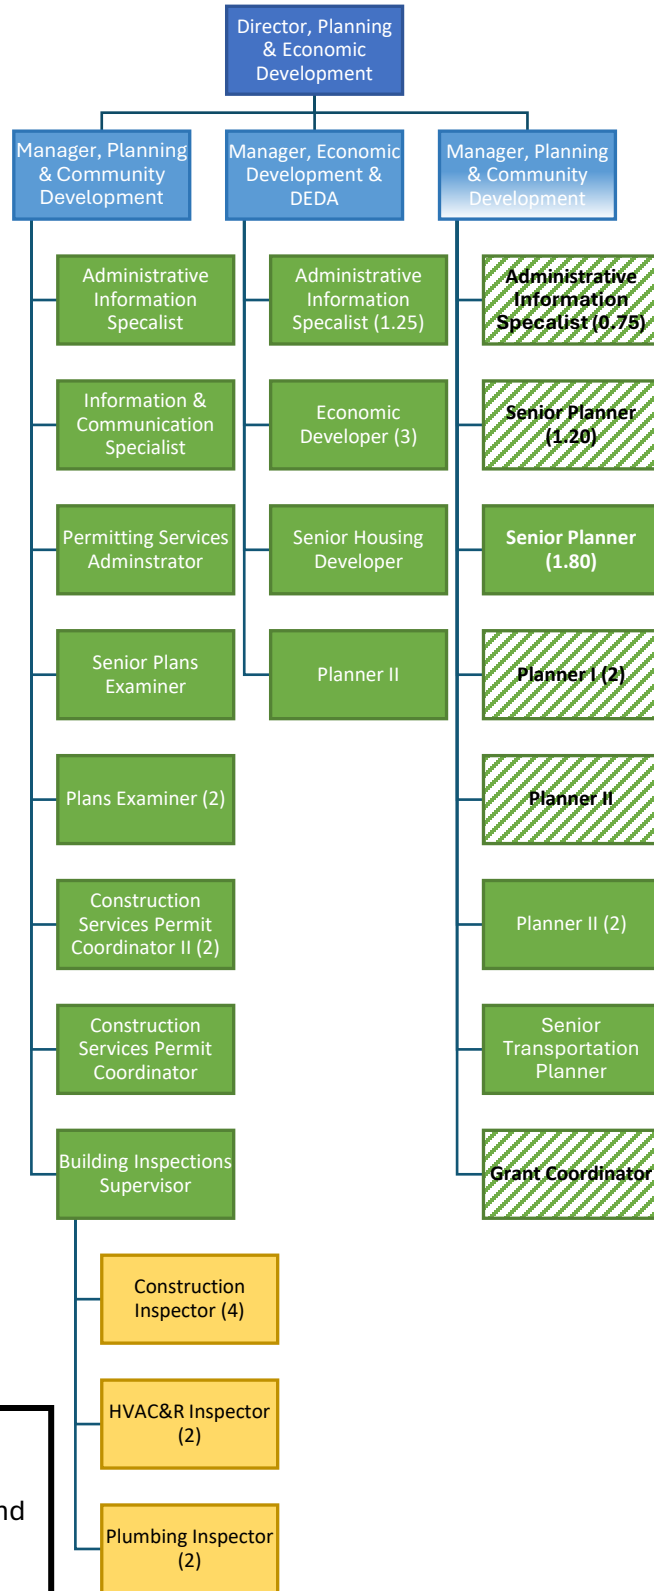 Director, Planning
& Economic
Development
Manager, Planning
& Community
Development
Manager, Economic
Development &
DEDA
Manager, Planning
& Community
Development
Administrative
Information
Specalist
Information &
Communication
Specialist
Permitting Services
Adminstrator
Senior Plans
Examiner
Plans Examiner (2)
Construction
Services Permit
Coordinator II (2)
Construction
Services Permit
Coordinator
Building Inspections
Supervisor
Construction
Inspector (4)
HVAC&R Inspector
(2)
Plumbing Inspector
(2)
Administrative
Information
Specalist (1.25)
Economic
Developer (3)
Senior Housing
Developer
Planner II
Administrative
Information
Specalist (0.75)
Senior Planner
(1.20)
Senior Planner
(1.80)
Planner I (2)
Planner II
Planner II (2)
Senior
Transportation
Planner
Grant Coordinator